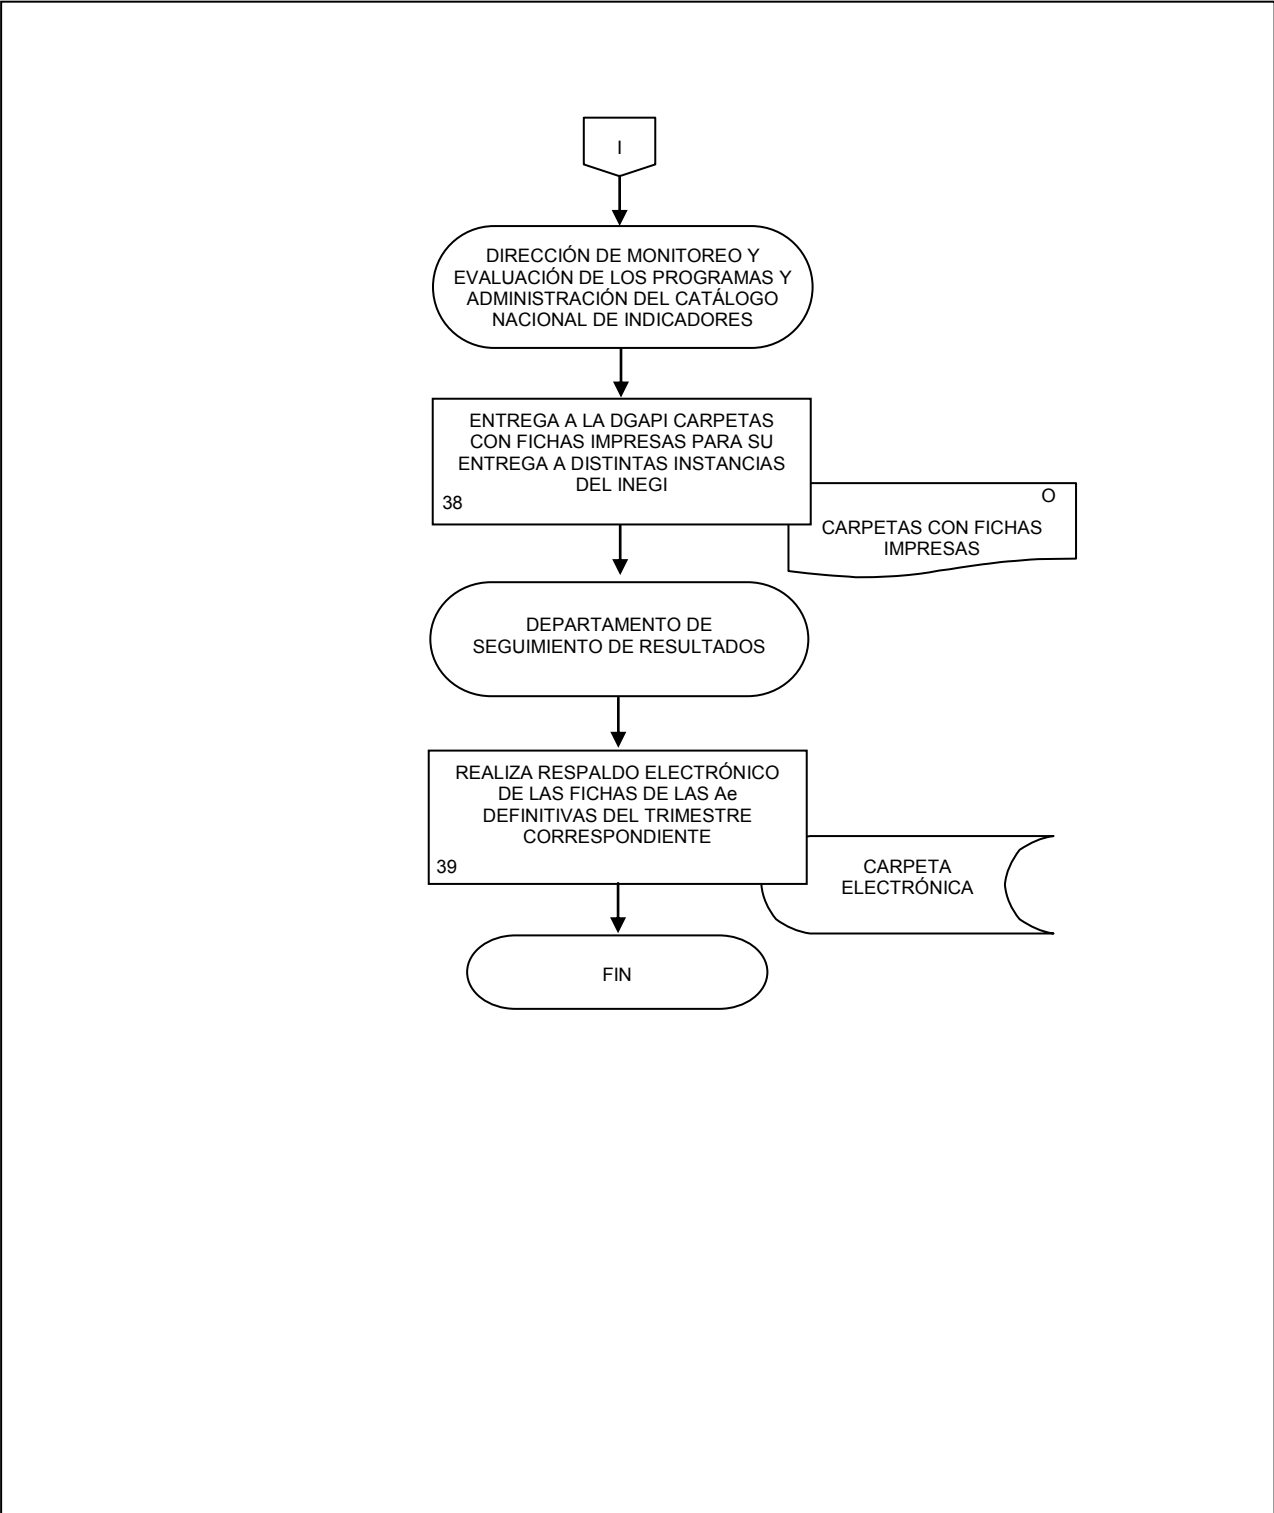 I
DIRECCIÓN DE MONITOREO Y
EVALUACIÓN DE LOS PROGRAMAS Y
ADMINISTRACIÓN DEL CATÁLOGO
NACIONAL DE INDICADORES
ENTREGA A LA DGAPI CARPETAS
CON FICHAS IMPRESAS PARA SU
ENTREGA A DISTINTAS INSTANCIAS
DEL INEGI
38
O
CARPETAS CON FICHAS
IMPRESAS
DEPARTAMENTO DE
SEGUIMIENTO DE RESULTADOS
REALIZA RESPALDO ELECTRÓNICO
DE LAS FICHAS DE LAS Ae
DEFINITIVAS DEL TRIMESTRE
CORRESPONDIENTE
39
CARPETA
ELECTRÓNICA
FIN